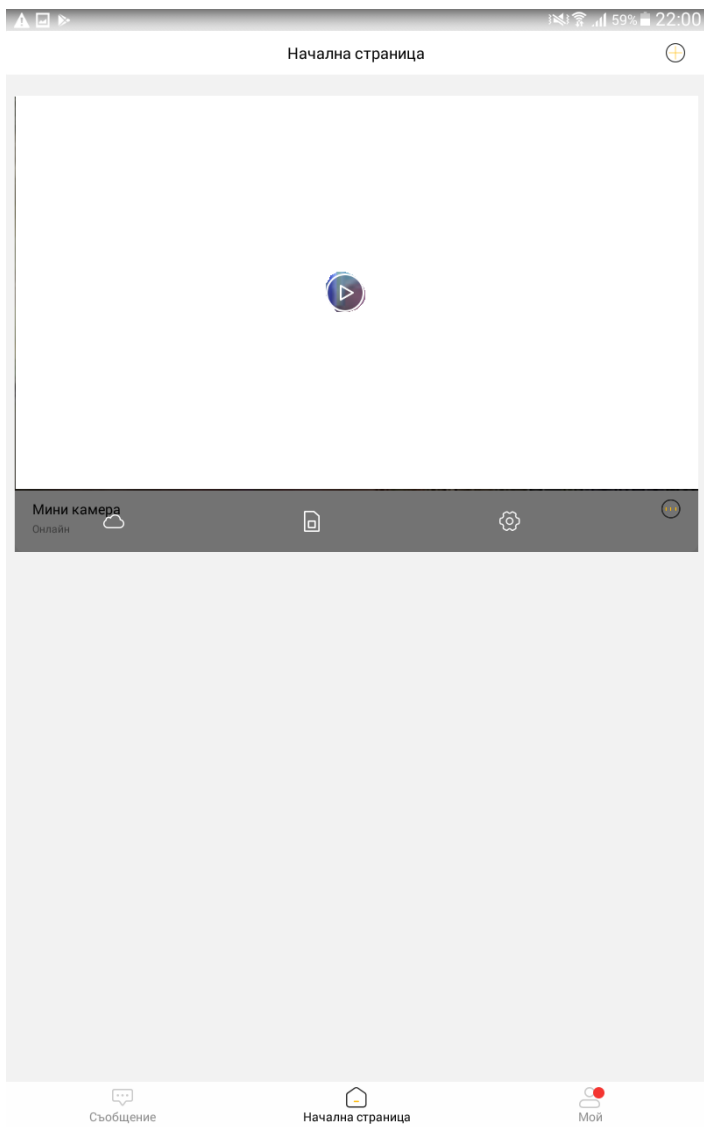 59% 22:00
Начална страница
Мини камера
Онлайн
Съобщение
Начална страница
Мой